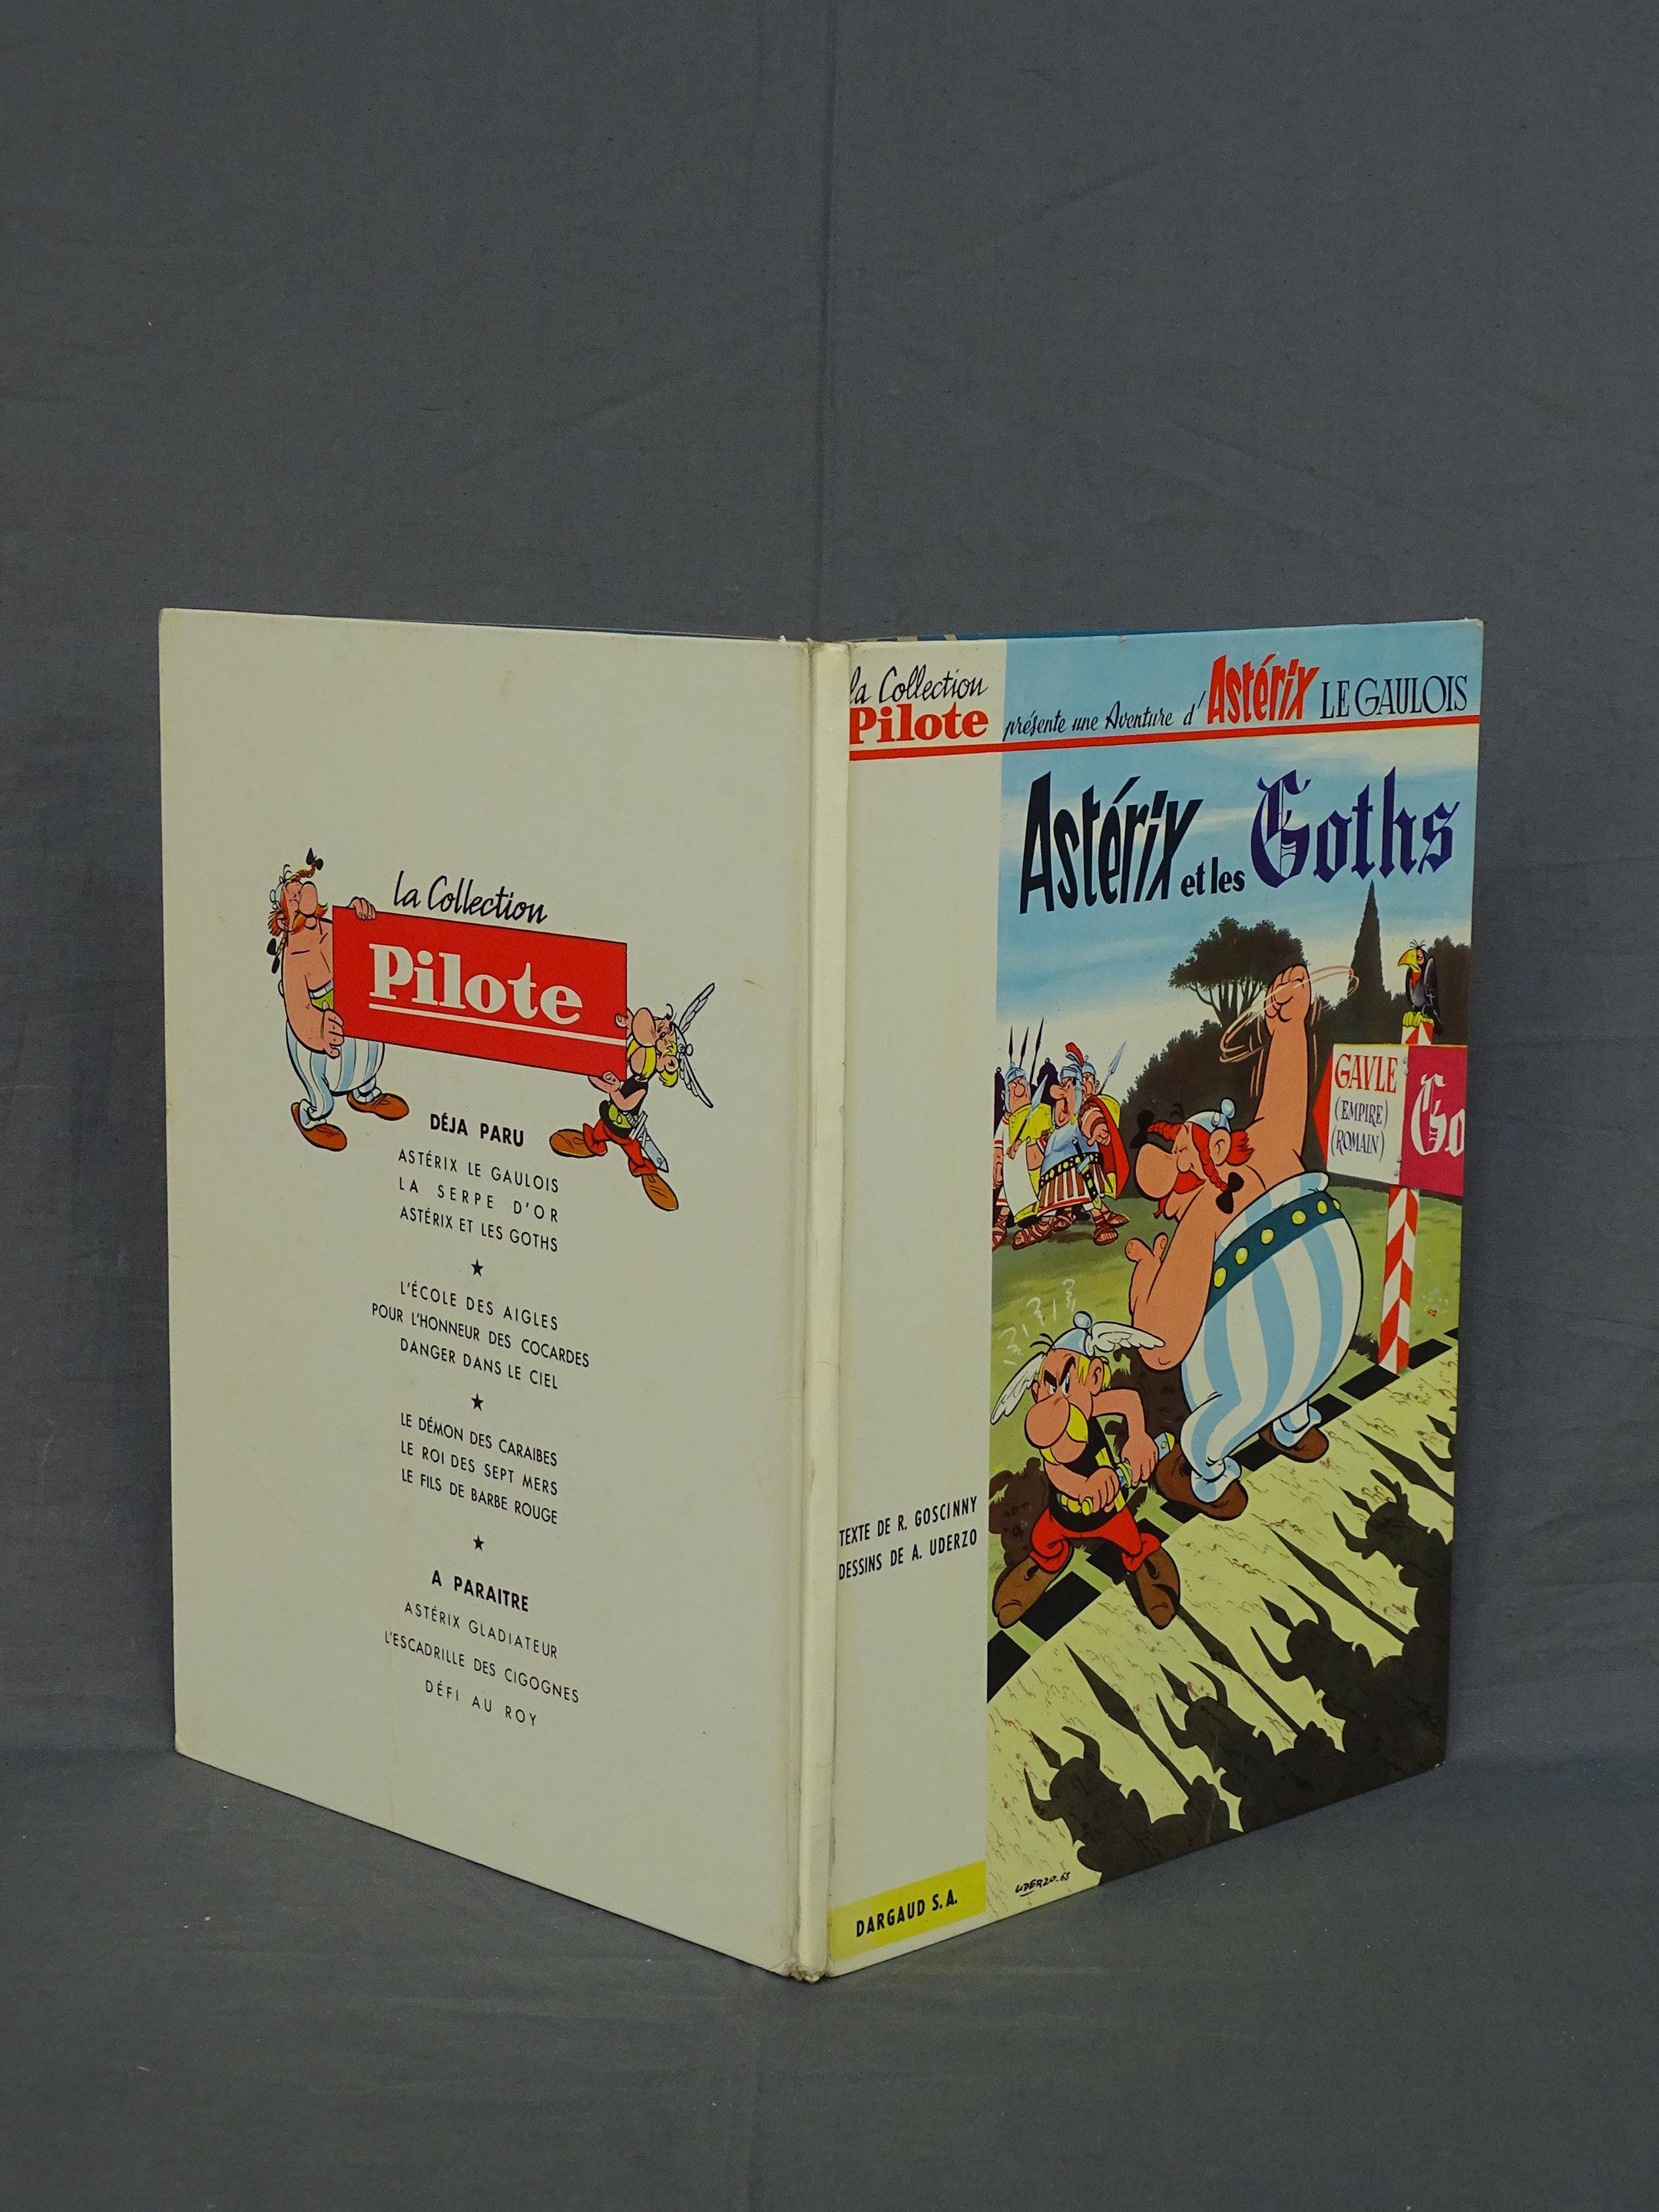 la Collection
Pilote
DÉJA PARU
ASTÉRIX LE GAULOIS
LA SERPE D'OR
ASTÉRIX ET LES GOTHS
L'ÉCOLE DES AIGLES
POUR L'HONNEUR DES COCARDES
DANGER DANS LE CIEL
LE DÉMON DES CARAIBES
LE ROI DES SEPT MERS
LE FILS DE BARBE ROUGE
A PARAITRE
ASTÉRIX GLADIATEUR
L'ESCADRILLE DES CIGOGNES
DÉFI AU ROY
la Collection
Pilote
présente une Aventure d'Astérix LE GAULOIS
Astérix et les Goths
GAVLE
(EMPIRE)
(ROMAIN)
Go
TEXTE DE R. GOSCINNY
DESSINS DE A. UDERZO
UDERZO-63
DARGAUD S.A.